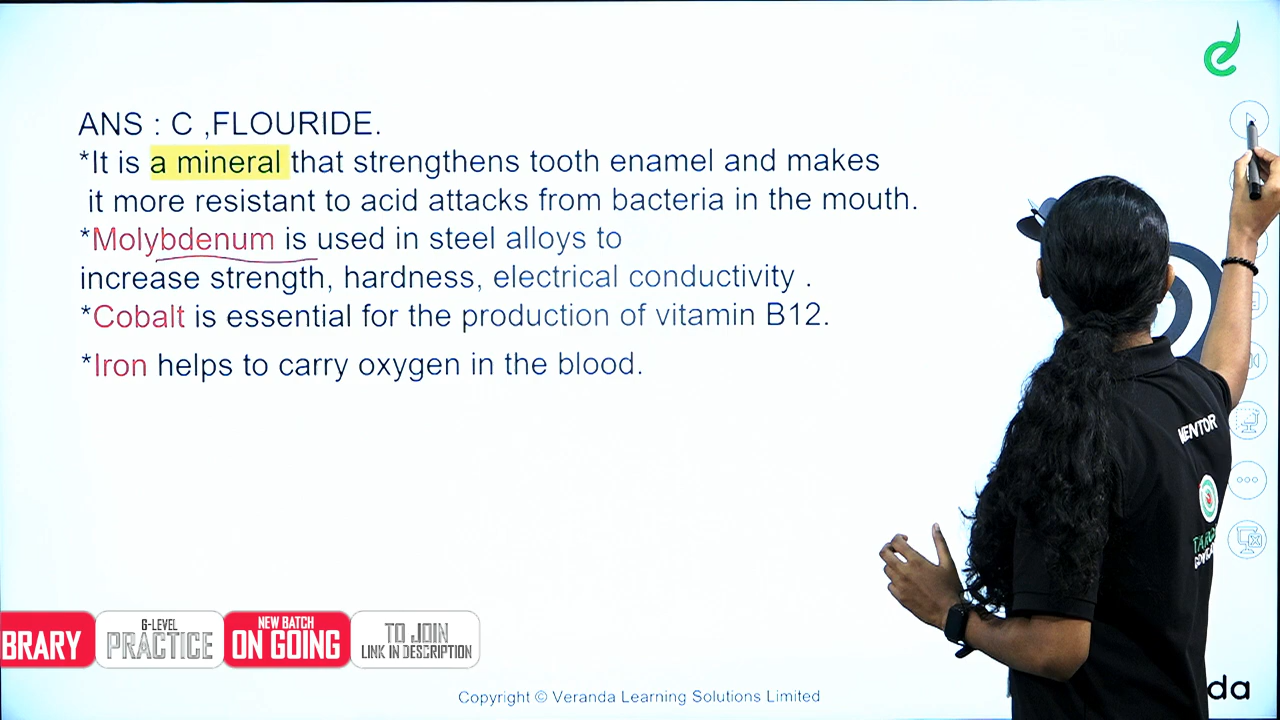 ANS : C ,FLOURIDE.
*It is a mineral that strengthens tooth enamel and makes
it more resistant to acid attacks from bacteria in the mouth.
*Molybdenum is used in steel alloys to
increase strength, hardness, electrical conductivity .
*Cobalt is essential for the production of vitamin B12.
*Iron helps to carry oxygen in the blood.
MENTOR
BRARY
6-LEVEL
PRACTICE
NEW BATCH
ON GOING
TO JOIN
LINK IN DESCRIPTION
Copyright © Veranda Learning Solutions Limited
da